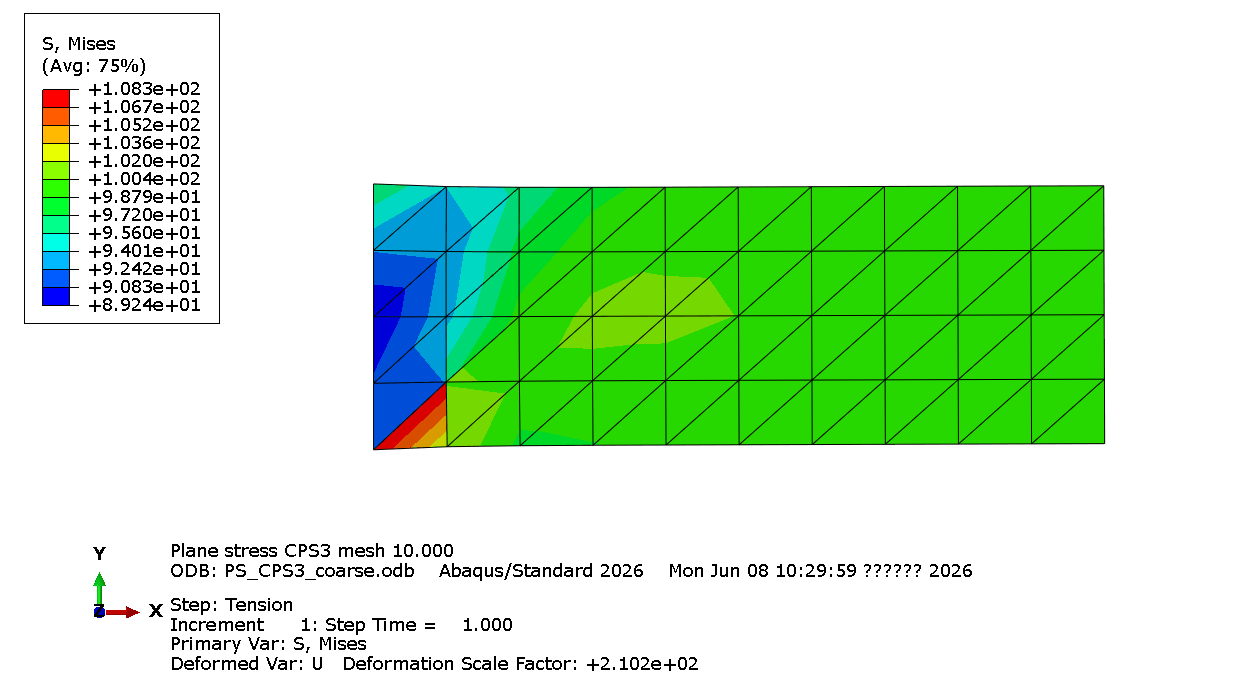 S, Mises
(Avg: 75%)
+1.083e+02
+1.067e+02
+1.052e+02
+1.036e+02
+1.020e+02
+1.004e+02
+9.879e+01
+9.720e+01
+9.560e+01
+9.401e+01
+9.242e+01
+9.083e+01
+8.924e+01
Y
Z
X
Plane stress CPS3 mesh 10.000
ODB: PS_CPS3_coarse.odb    Abaqus/Standard 2026    Mon Jun 08 10:29:59 ?????? 2026
Step: Tension
Increment      1: Step Time =    1.000
Primary Var: S, Mises
Deformed Var: U   Deformation Scale Factor: +2.102e+02